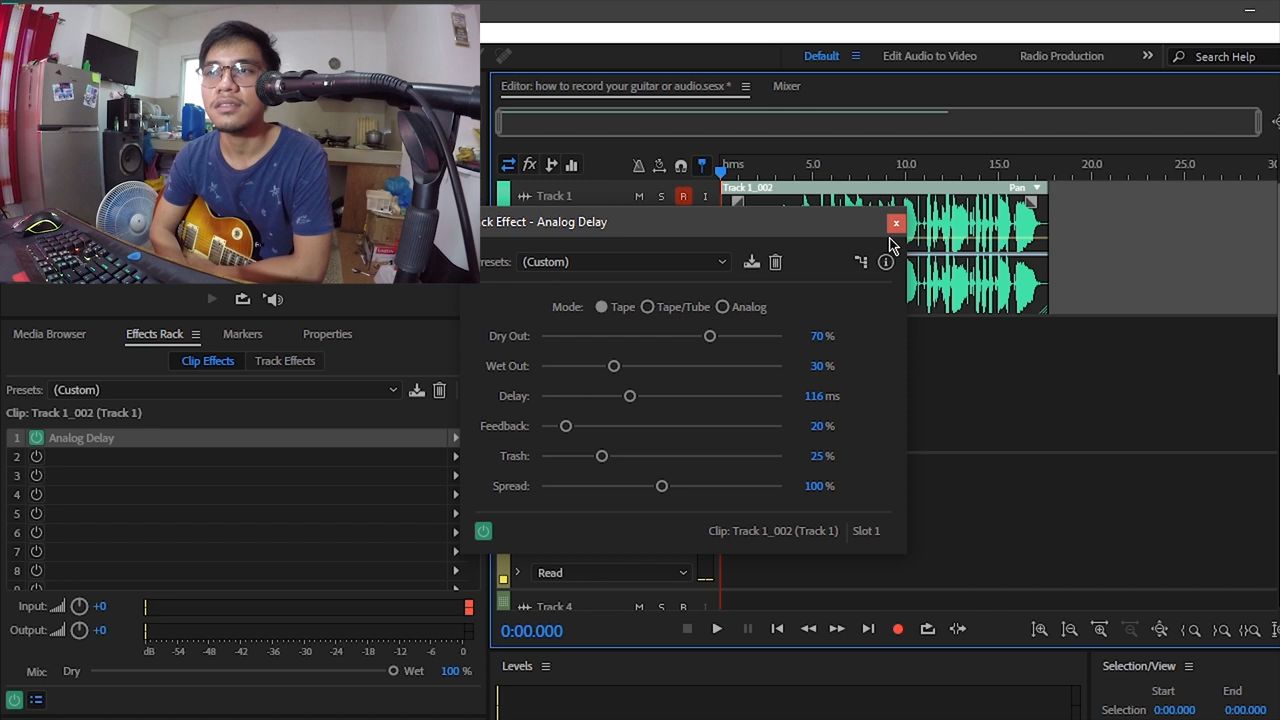 Default
Edit Audio to Video
Radio Production
Search Help
Editor: how to record your guitar or audio.sesx *
Mixer
hms
5.0
10.0
15.0
20.0
25.0
Track 1
M S R I
Track 1_002
Pan
ck Effect - Analog Delay
x
resets: (Custom)
Mode: Tape Tape/Tube Analog
Dry Out: 70 %
Wet Out: 30 %
Delay: 116 ms
Feedback: 20 %
Trash: 25 %
Spread: 100 %
Clip: Track 1_002 (Track 1)
Slot 1
Media Browser
Effects Rack
Markers
Properties
Clip Effects
Track Effects
Presets: (Custom)
Clip: Track 1_002 (Track 1)
1 Analog Delay
2
3
4
5
6
7
8
Input: +0
Output: +0
dB -54 -48 -42 -36 -30 -24 -18 -12 -6 0
Mix: Dry Wet 100 %
Read
Track 4
M S R I
0:00.000
Levels
Selection/View
Start
End
Selection 0:00.000 0:00.000